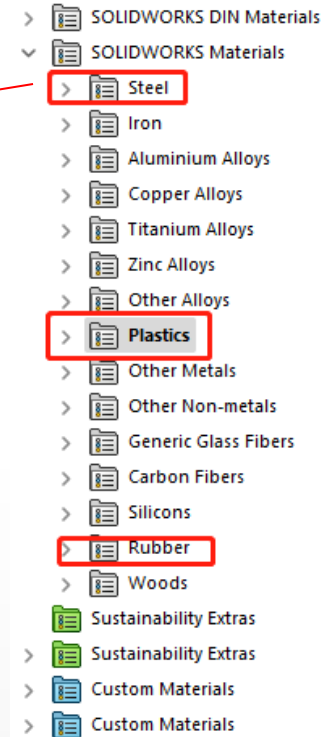 SOLIDWORKS DIN Materials
SOLIDWORKS Materials
Steel
Iron
Aluminium Alloys
Copper Alloys
Titanium Alloys
Zinc Alloys
Other Alloys
Plastics
Other Metals
Other Non-metals
Generic Glass Fibers
Carbon Fibers
Silicons
Rubber
Woods
Sustainability Extras
Sustainability Extras
Custom Materials
Custom Materials